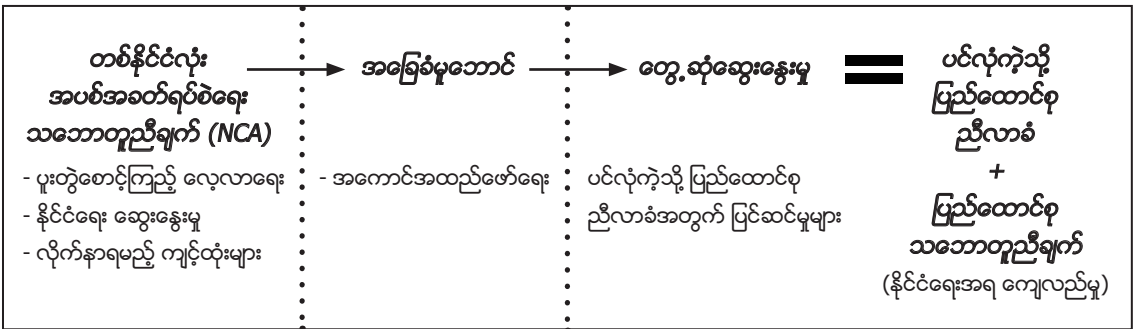 တစ်နိုင်ငံလုံး
အပစ်အခတ်ရပ်စဲရေး
သဘောတူညီချက် (NCA)
- ပူးတွဲစောင့်ကြည့် လေ့လာရေး
- နိုင်ငံရေး ဆွေးနွေးမှု
- လိုက်နာရမည့် ကျင့်ထုံးများ
အခြေခံမူဘောင်
- အကောင်အထည်ဖော်ရေး
တွေ့ဆုံဆွေးနွေးမှု
ပင်လုံကဲ့သို့ ပြည်ထောင်စု
ညီလာခံအတွက် ပြင်ဆင်မှုများ
ပင်လုံကဲ့သို့
ပြည်ထောင်စု
ညီလာခံ
+
ပြည်ထောင်စု
သဘောတူညီချက်
(နိုင်ငံရေးအရ ကျေလည်မှု)